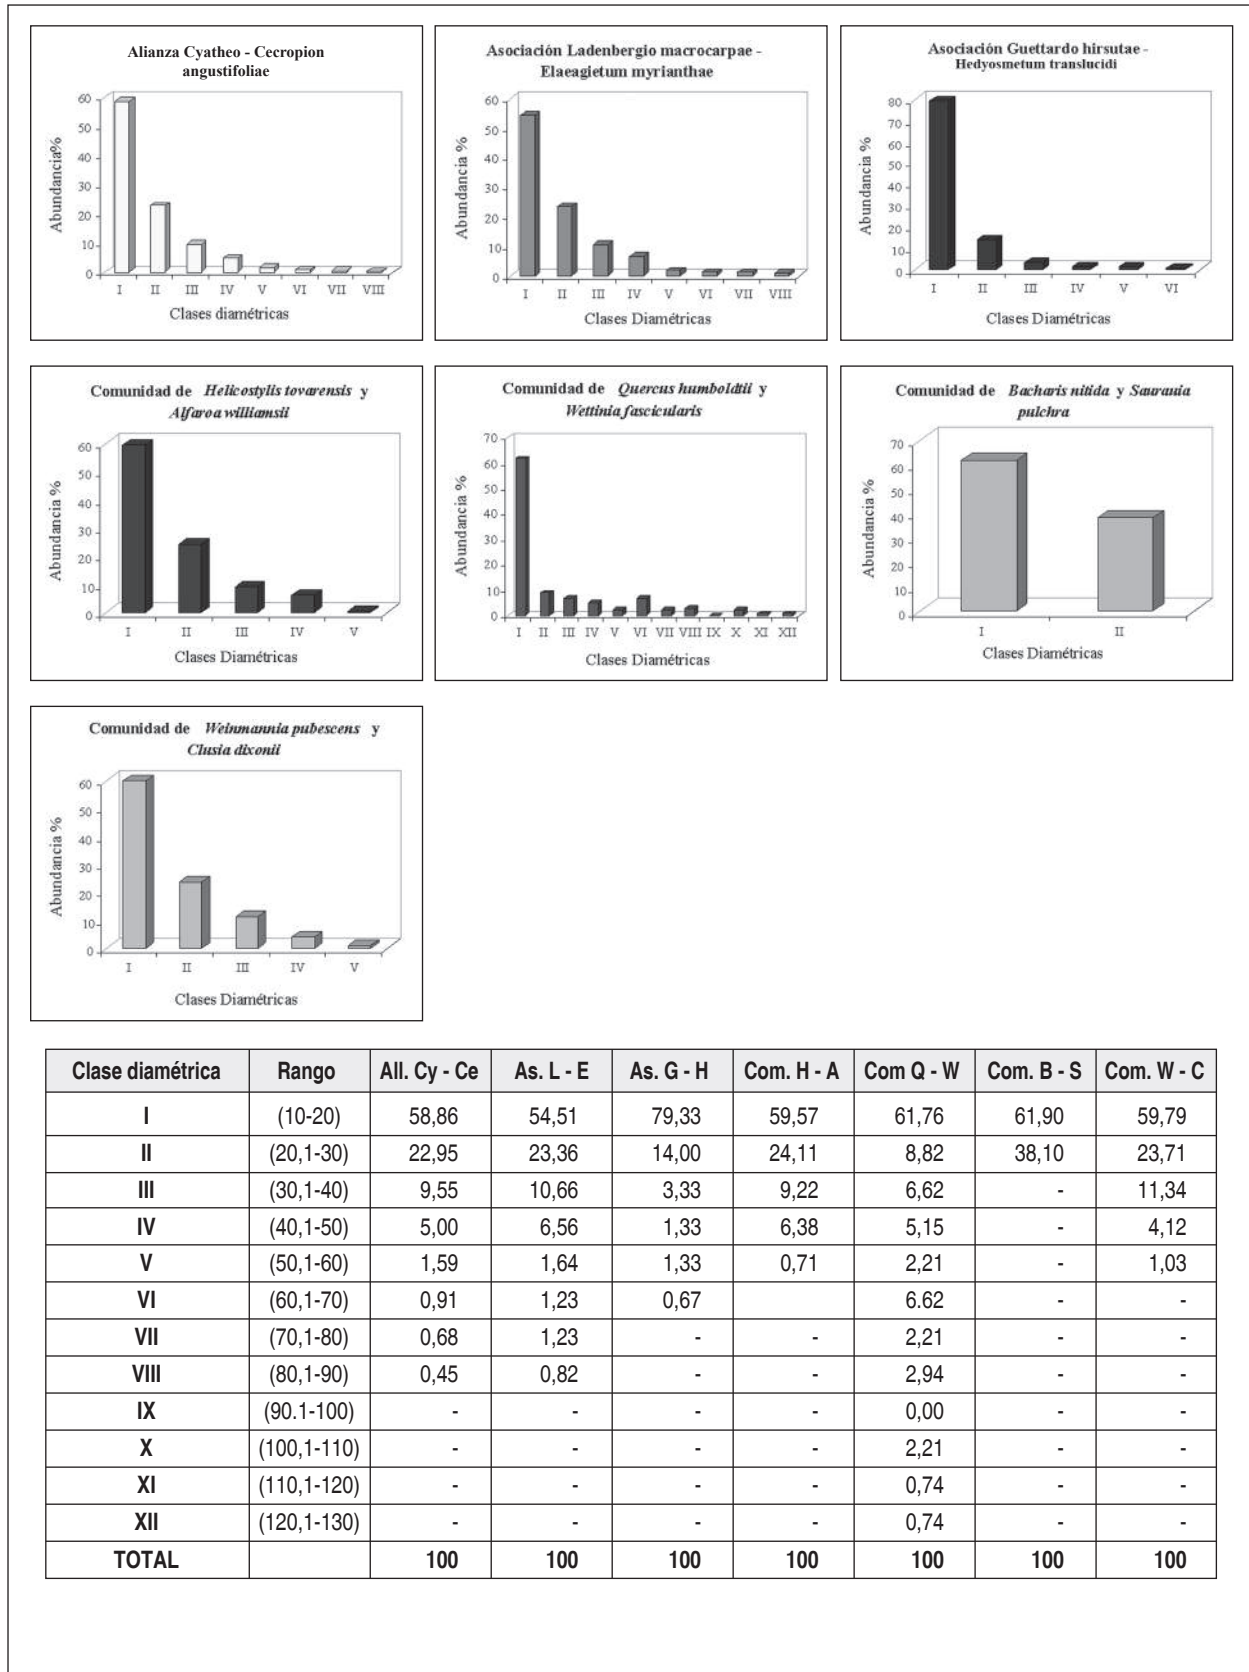 Alianza Cyatheo - Cecropion
angustifoliae
Abundancia%
60
50
40
30
20
10
0
I II III IV V VI VII VIII
Clases diamétricas
Asociación Ladenbergio macrocarpae -
Elaeagietum myrianthae
Abundancia %
60
50
40
30
20
10
0
I II III IV V VI VII VIII
Clases Diamétricas
Asociación Guettardo hirsutae -
Hedyosmetum translucidi
Abundancia %
80
70
60
50
40
30
20
10
0
I II III IV V VI
Clases Diamétricas
Comunidad de Helicostylis tovarensis y
Alfaroa williamsii
Abundancia %
60
50
40
30
20
10
0
I II III IV V
Clases Diamétricas
Comunidad de Quercus humboldtii y
Wettinia fascicularis
Abundancia %
70
60
50
40
30
20
10
0
I II III IV V VI VII VIII IX X XI XII
Clases Diamétricas
Comunidad de Bacharis nitida y Saurauia
pulchra
Abundancia %
70
60
50
40
30
20
10
0
I II
Clases Diamétricas
Comunidad de Weinmannia pubescens y
Clusia dixonii
Abundancia %
60
50
40
30
20
10
0
I II III IV V
Clases Diamétricas
Clase diamétrica Rango All. Cy - Ce As. L - E As. G - H Com. H - A Com Q - W Com. B - S Com. W - C
I (10-20) 58,86 54,51 79,33 59,57 61,76 61,90 59,79
II (20,1-30) 22,95 23,36 14,00 24,11 8,82 38,10 23,71
III (30,1-40) 9,55 10,66 3,33 9,22 6,62 - 11,34
IV (40,1-50) 5,00 6,56 1,33 6,38 5,15 - 4,12
V (50,1-60) 1,59 1,64 1,33 0,71 2,21 - 1,03
VI (60,1-70) 0,91 1,23 0,67 6.62 - -
VII (70,1-80) 0,68 1,23 - - 2,21 - -
VIII (80,1-90) 0,45 0,82 - - 2,94 - -
IX (90.1-100) - - - - 0,00 - -
X (100,1-110) - - - - 2,21 - -
XI (110,1-120) - - - - 0,74 - -
XII (120,1-130) - - - - 0,74 - -
TOTAL 100 100 100 100 100 100 100